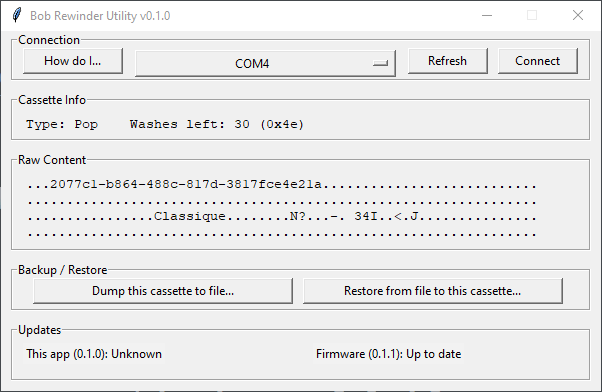 Bob Rewinder Utility v0.1.0
Connection
How do I... COM4 Refresh Connect
Cassette Info
Type: Pop Washes left: 30 (0x4e)
Raw Content
...2077c1-b864-488c-817d-3817fce4e21a...........................
................................................................
................Classique........N?...-. 34I..<.J...............
................................................................
Backup / Restore
Dump this cassette to file... Restore from file to this cassette...
Updates
This app (0.1.0): Unknown Firmware (0.1.1): Up to date